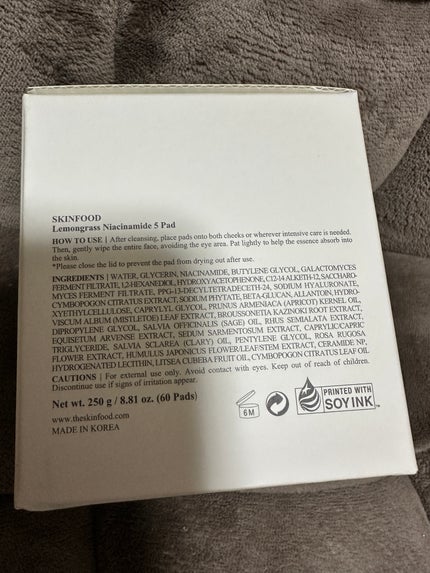 SKINFOOD
Lemongrass Niacinamide 5 Pad
HOW TO USE | After cleansing, place pads onto both cheeks or wherever intensive care is needed.
Then, gently wipe the entire face, avoiding the eye area. Pat lightly to help the essence absorb into
the skin.
*Please close the lid to prevent the pad from drying out after use.
INGREDIENTS | WATER, GLYCERIN, NIACINAMIDE, BUTYLENE GLYCOL, GALACTOMYCES
FERMENT FILTRATE, 1,2-HEXANEDIOL, HYDROXYACETOPHENONE, C12-14 ALKETH-12, SACCHARO-
MYCES FERMENT FILTRATE, PPG-13-DECYLTETRADECETH-24, SODIUM HYALURONATE,
CYMBOPOGON CITRATUS EXTRACT, SODIUM PHYTATE, BETA-GLUCAN, ALLANTOIN, HYDRO-
XYETHYLCELLULOSE, CAPRYLYL GLYCOL, PRUNUS ARMENIACA (APRICOT) KERNEL OIL,
VISCUM ALBUM (MISTLETOE) LEAF EXTRACT, BROUSSONETIA KAZINOKI ROOT EXTRACT,
DIPROPYLENE GLYCOL, SALVIA OFFICINALIS (SAGE) OIL, RHUS SEMIALATA EXTRACT,
EQUISETUM ARVENSE EXTRACT, SEDUM SARMENTOSUM EXTRACT, CAPRYLIC/CAPRIC
TRIGLYCERIDE, SALVIA SCLAREA (CLARY) OIL, PENTYLENE GLYCOL, ROSA RUGOSA
FLOWER EXTRACT, HUMULUS JAPONICUS FLOWER/LEAF/STEM EXTRACT, CERAMIDE NP,
HYDROGENATED LECITHIN, LITSEA CUBEBA FRUIT OIL, CYMBOPOGON CITRATUS LEAF OIL
CAUTIONS | For external use only. Avoid contact with eyes. Keep out of reach of children.
Discontinue use if signs of irritation appear.
Net wt. 250 g / 8.81 oz. (60 Pads)
www.theskinfood.com
MADE IN KOREA
6M
PRINTED WITH
SOY INK